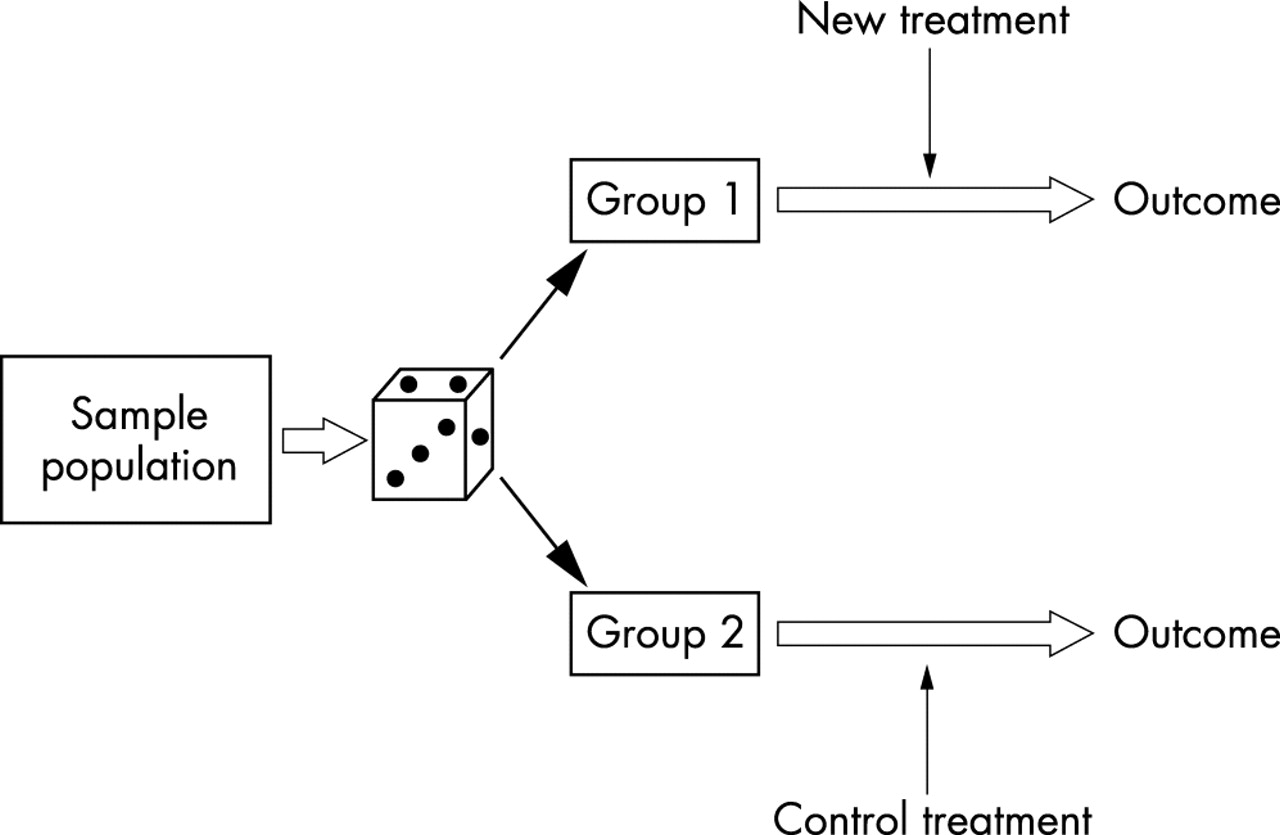 New treatment
Group 1
Outcome
Sample
population
Group 2
Outcome
Control treatment